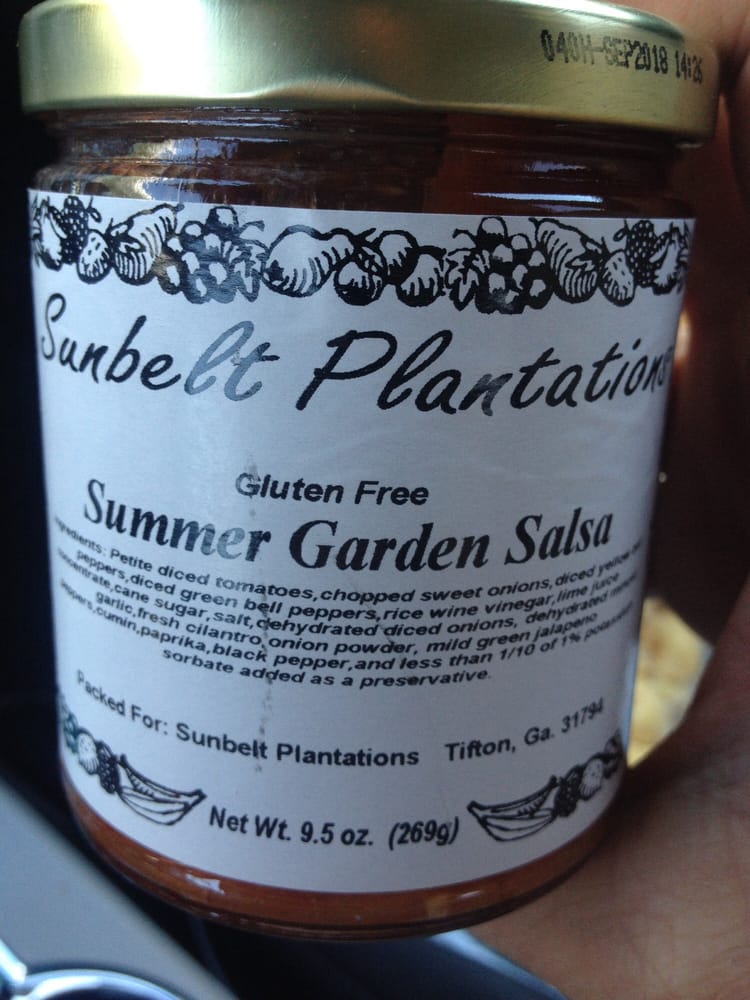 040H-SEP2018 14:26
Sunbelt Plantations
Gluten Free
Summer Garden Salsa
Ingredients: Petite diced tomatoes,chopped sweet onions,diced yellow
peppers,diced green bell peppers,rice wine vinegar,lime juice
concentrate,cane sugar,salt,dehydrated diced onions, dehydrated minced
garlic,fresh cilantro,onion powder, mild green jalapeno
peppers,cumin,paprika,black pepper,and less than 1/10 of 1% potassium
sorbate added as a preservative.
Packed For: Sunbelt Plantations Tifton, Ga. 31794
Net Wt. 9.5 oz. (269g)